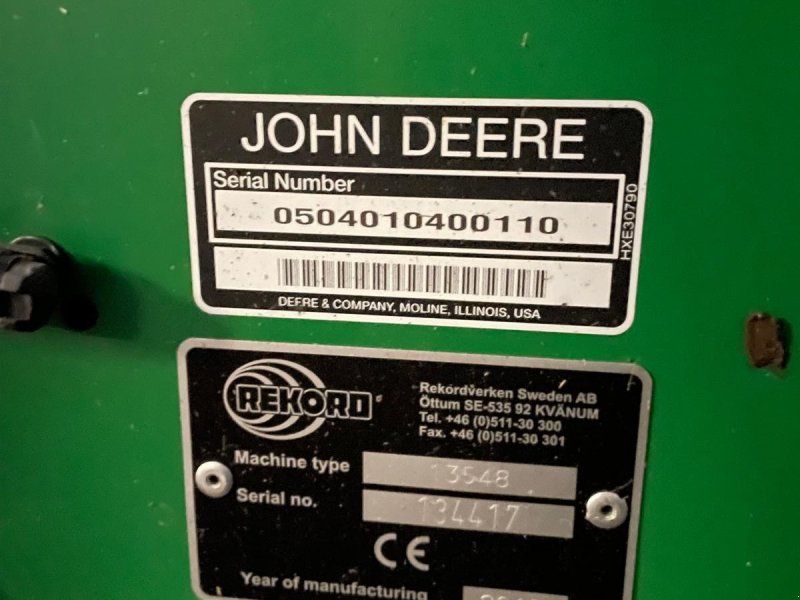 JOHN DEERE
Serial Number
0504010400110
HXE30790
DEERE & COMPANY, MOLINE, ILLINOIS, USA
REKORD
Rekordverken Sweden AB
Öttum SE-535 92 KVÄNUM
Tel. +46 (0)511-30 300
Fax. +46 (0)511-30 301
Machine type 13548
Serial no. 134417
CE
Year of manufacturing